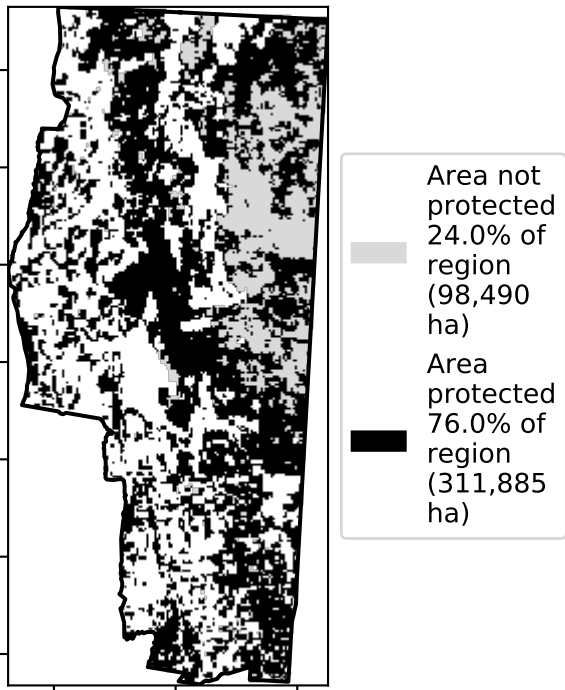 Area not
protected
24.0% of
region
(98,490
ha)
Area
protected
76.0% of
region
(311,885
ha)